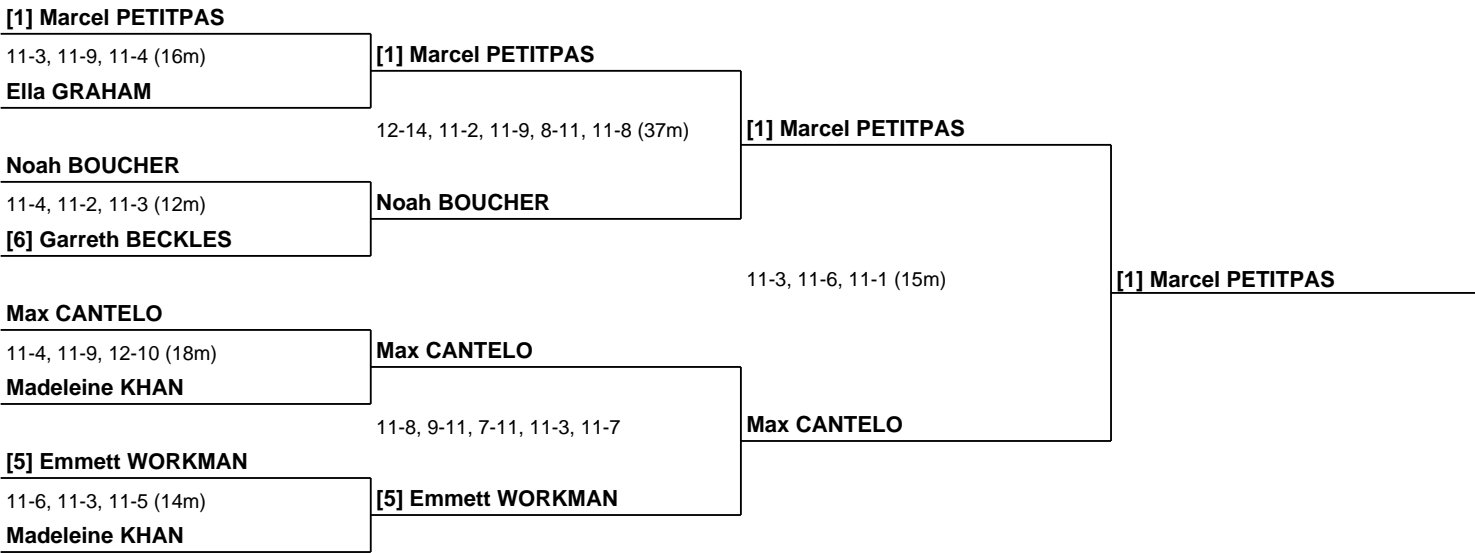 [1] Marcel PETITPAS
11-3, 11-9, 11-4 (16m)
Ella GRAHAM
Noah BOUCHER
11-4, 11-2, 11-3 (12m)
[6] Garreth BECKLES
Max CANTELO
11-4, 11-9, 12-10 (18m)
Madeleine KHAN
[5] Emmett WORKMAN
11-6, 11-3, 11-5 (14m)
Madeleine KHAN
[1] Marcel PETITPAS
12-14, 11-2, 11-9, 8-11, 11-8 (37m)
Noah BOUCHER
Max CANTELO
11-8, 9-11, 7-11, 11-3, 11-7
[5] Emmett WORKMAN
[1] Marcel PETITPAS
11-3, 11-6, 11-1 (15m)
Max CANTELO
[1] Marcel PETITPAS